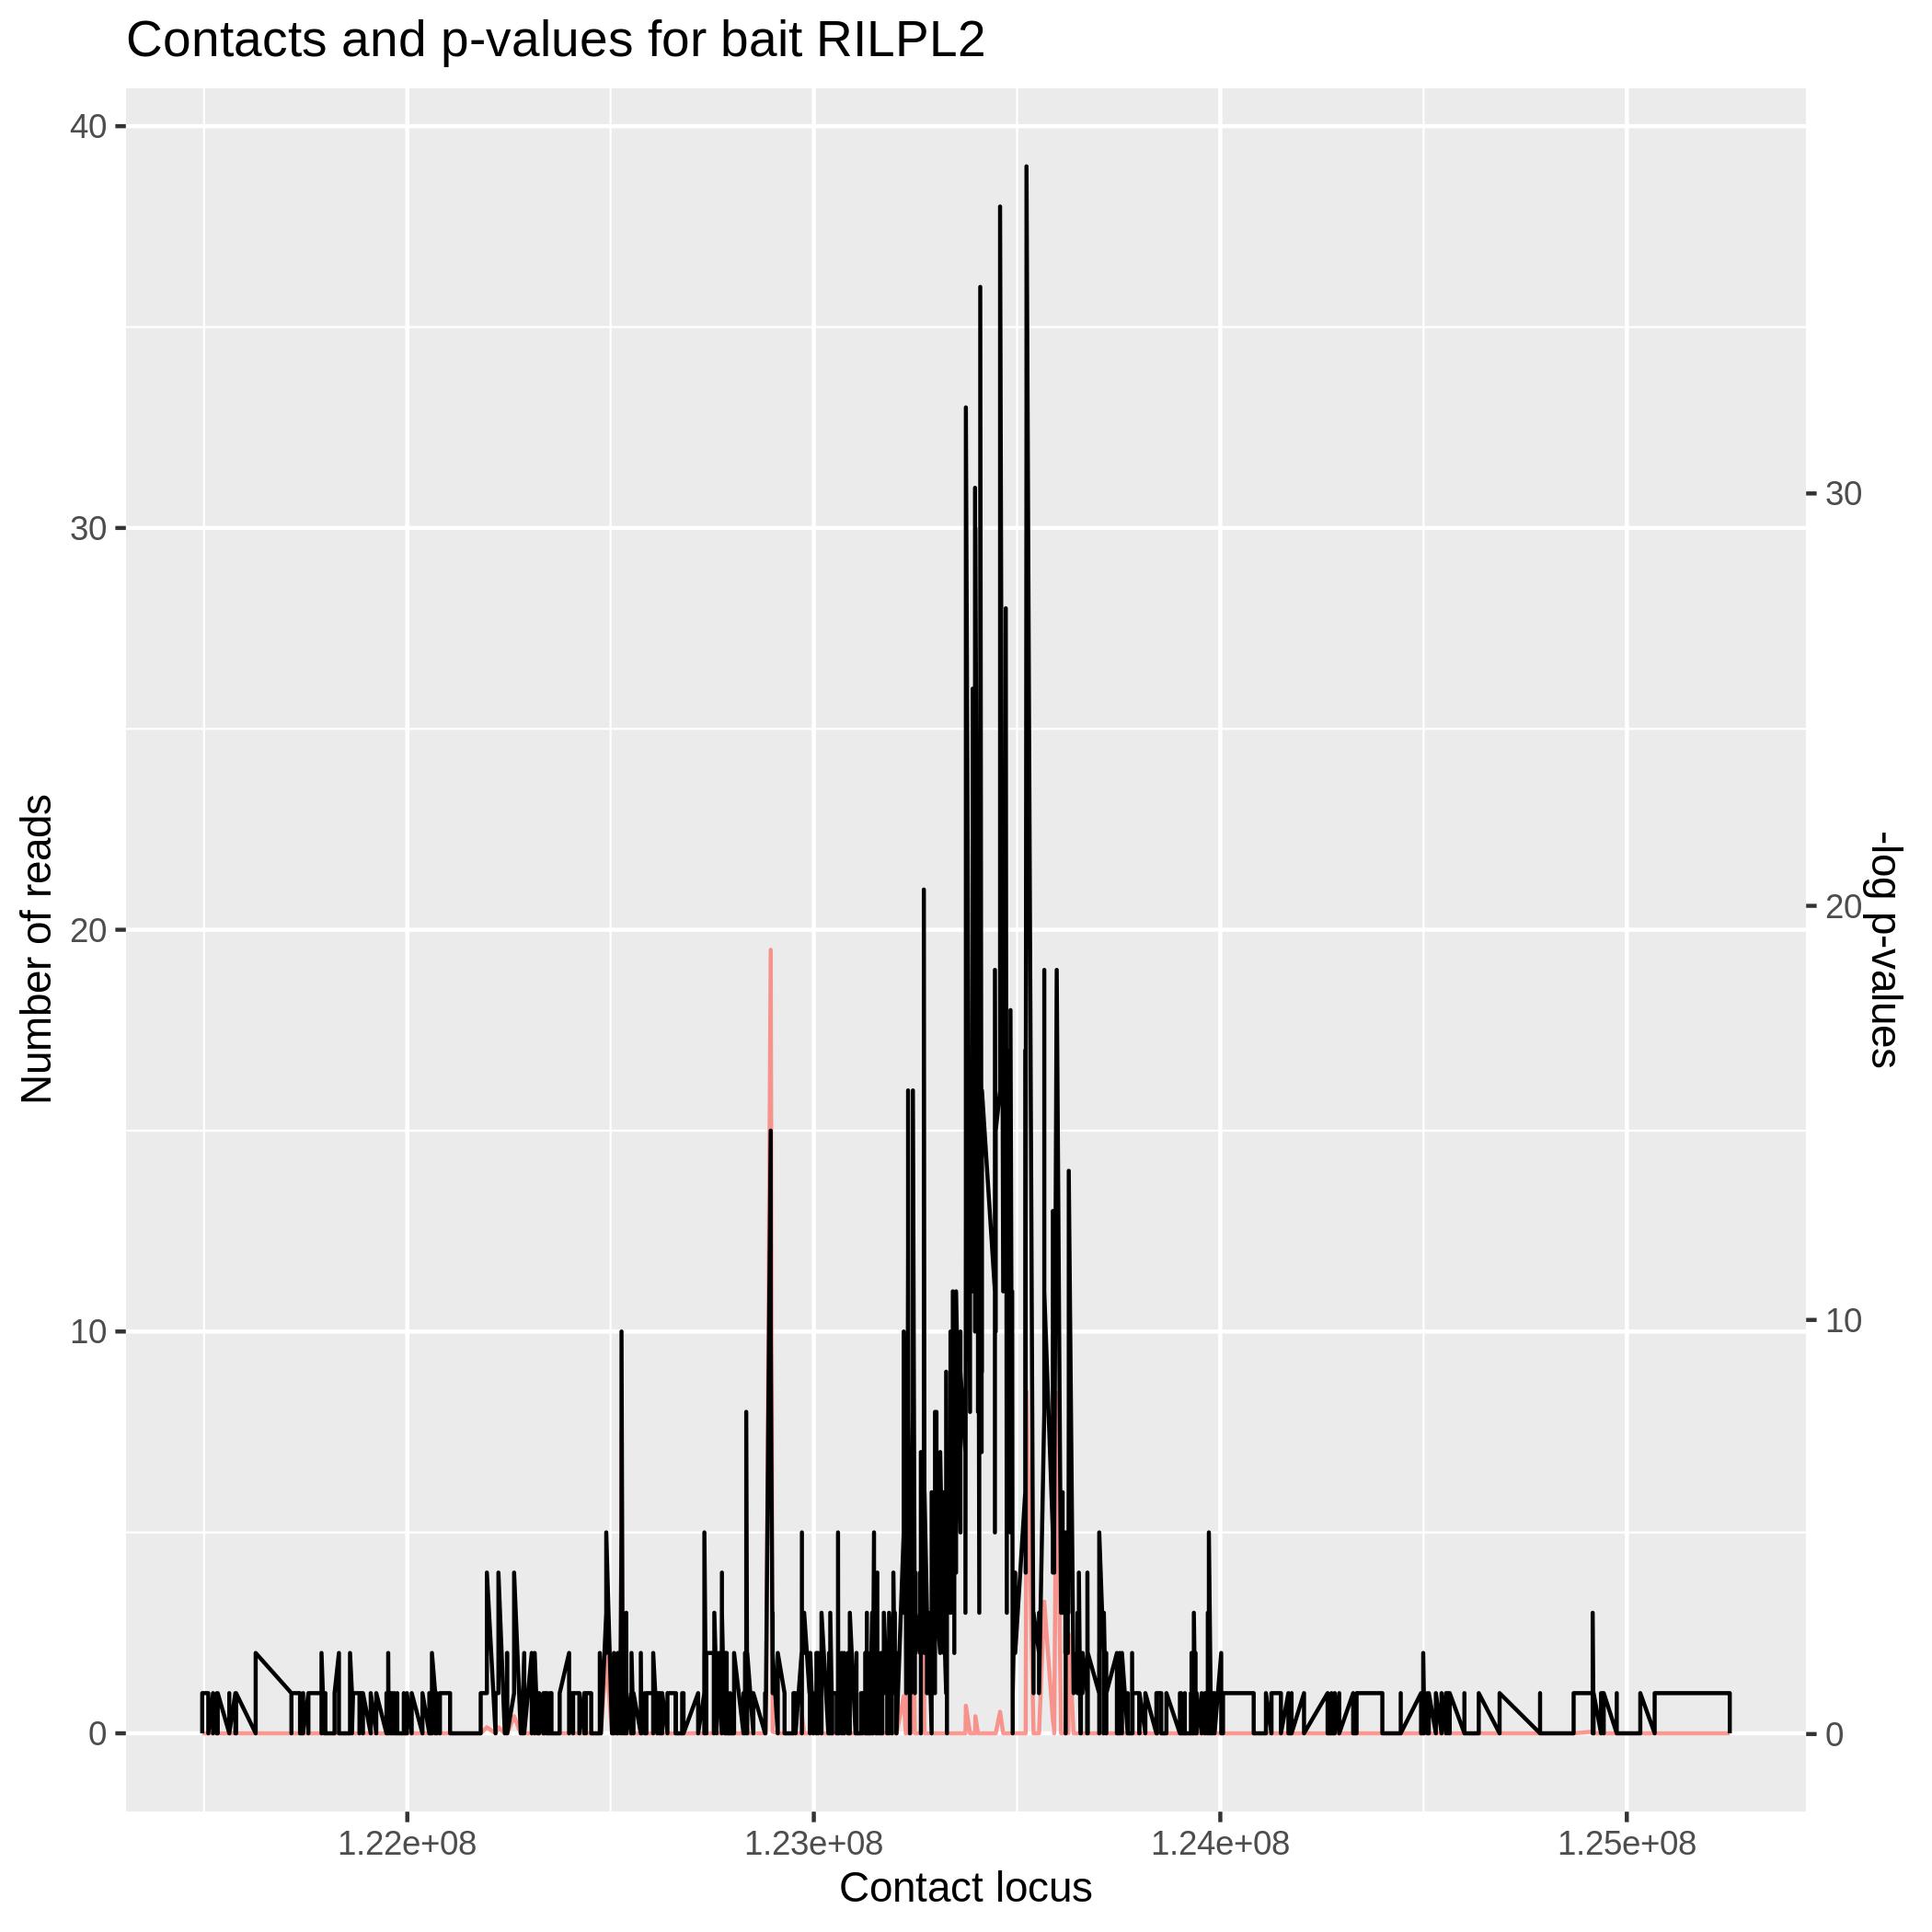 Contacts and p-values for bait RILPL2
Number of reads
40
30
20
10
0
30
20
10
0
-log p-values
1.22e+08
1.23e+08
1.24e+08
1.25e+08
Contact locus